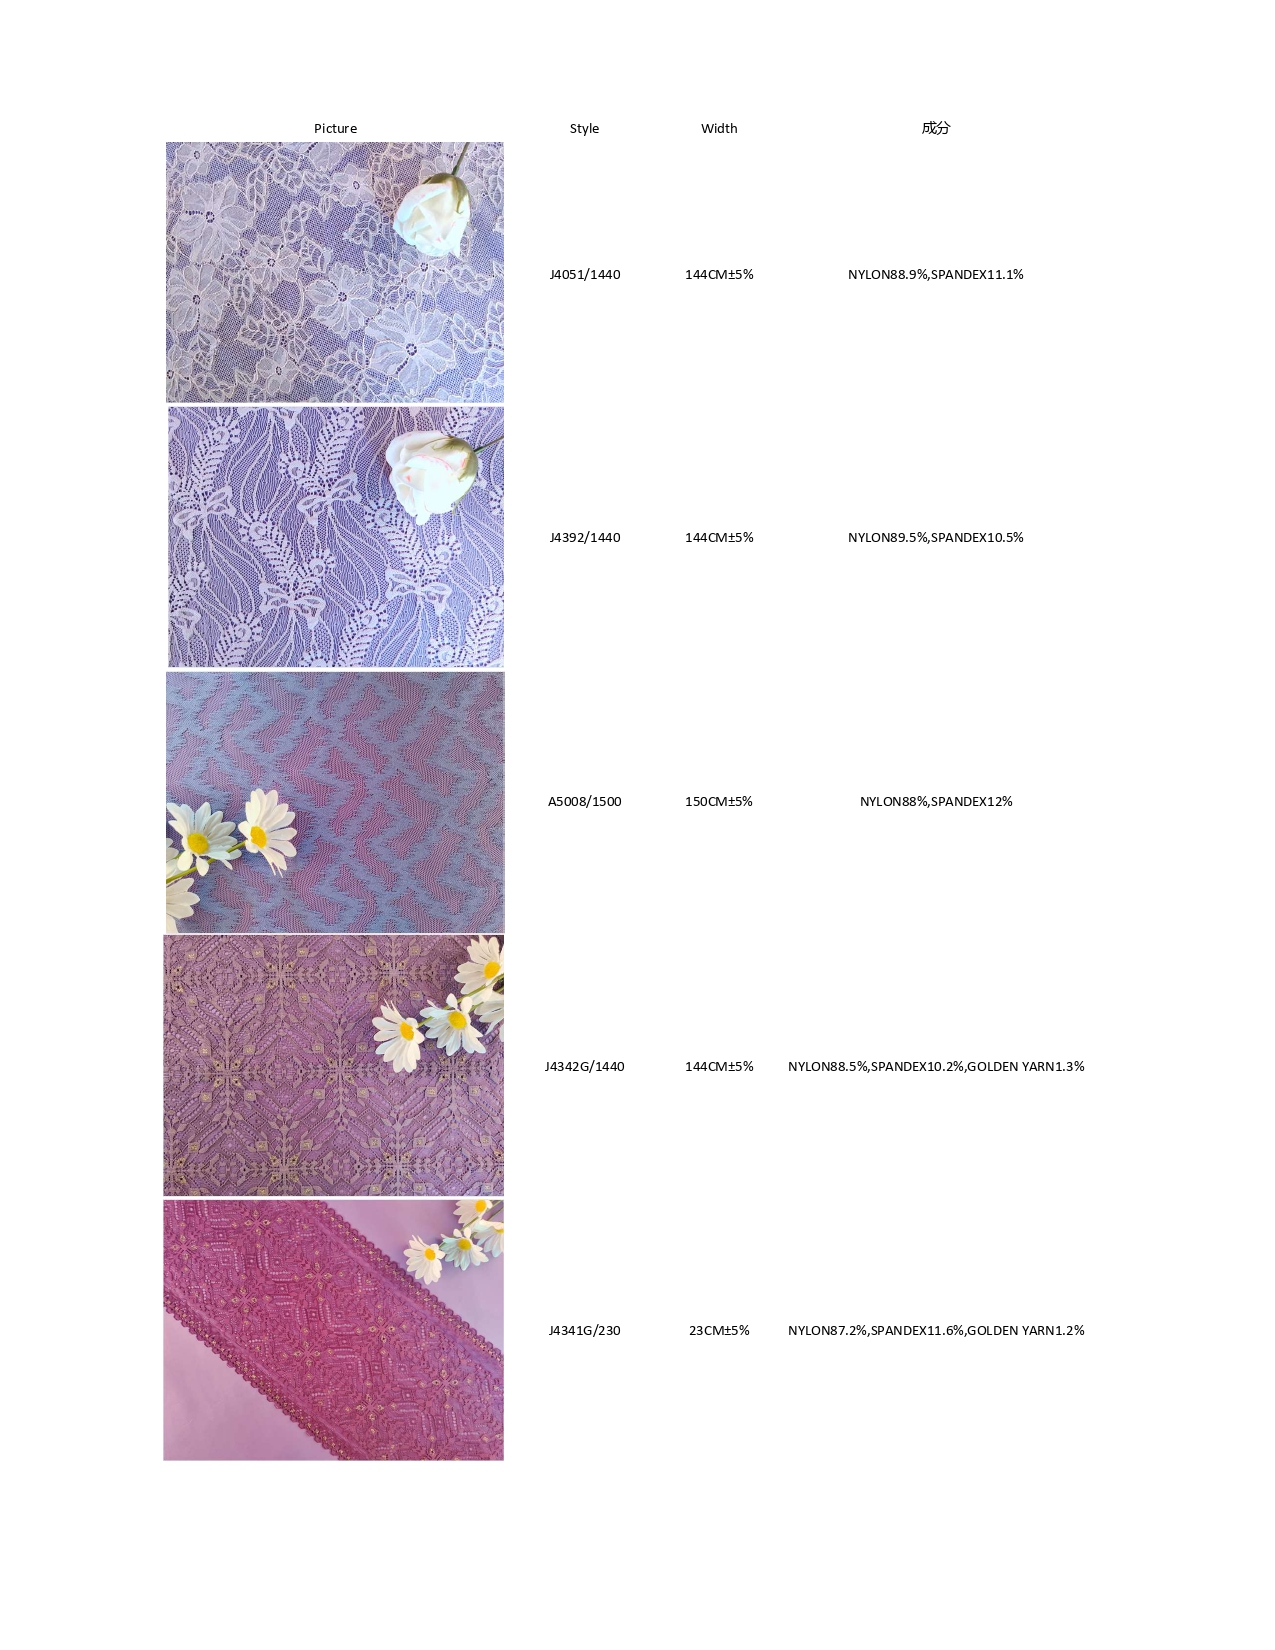 Picture Style Width 成分
J4051/1440 144CM±5% NYLON88.9%,SPANDEX11.1%
J4392/1440 144CM±5% NYLON89.5%,SPANDEX10.5%
A5008/1500 150CM±5% NYLON88%,SPANDEX12%
J4342G/1440 144CM±5% NYLON88.5%,SPANDEX10.2%,GOLDEN YARN1.3%
J4341G/230 23CM±5% NYLON87.2%,SPANDEX11.6%,GOLDEN YARN1.2%